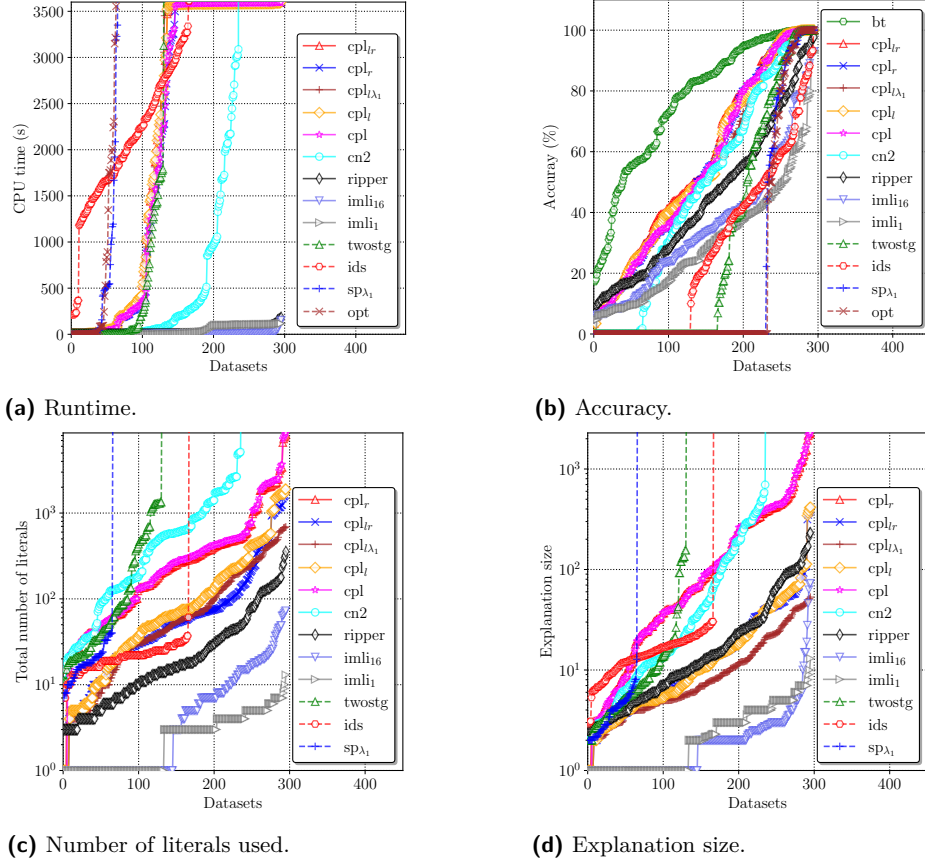 3500
3000
2500
2000
1500
1000
500
0
CPU time (s)
0 100 200 300 400
Datasets
cpl_lr
cpl_r
cpl_lλ1
cpl_l
cpl
cn2
ripper
imli_16
imli_1
twostg
ids
sp_λ1
opt
(a) Runtime.
100
80
60
40
20
0
Accuray (%)
0 100 200 300 400
Datasets
bt
cpl_lr
cpl_r
cpl_lλ1
cpl_l
cpl
cn2
ripper
imli_16
imli_1
twostg
ids
sp_λ1
opt
(b) Accuracy.
10^3
10^2
10^1
10^0
Total number of literals
0 100 200 300 400
Datasets
cpl_r
cpl_lr
cpl_lλ1
cpl_l
cpl
cn2
ripper
imli_16
imli_1
twostg
ids
sp_λ1
(c) Number of literals used.
10^3
10^2
10^1
10^0
Explanation size
0 100 200 300 400
Datasets
cpl_r
cpl_lr
cpl_lλ1
cpl_l
cpl
cn2
ripper
imli_16
imli_1
twostg
ids
sp_λ1
(d) Explanation size.